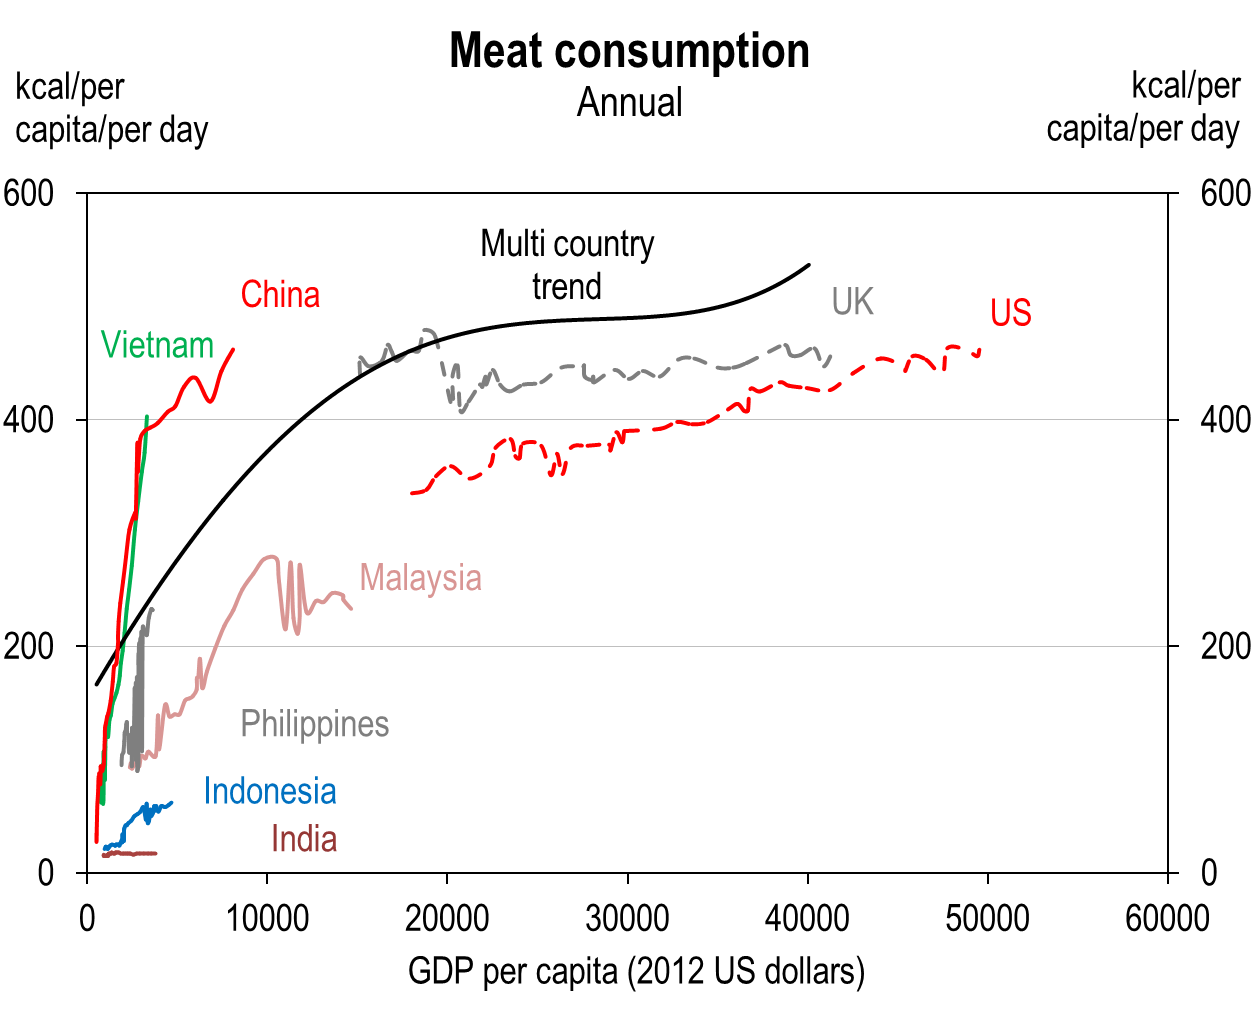 Meat consumption
Annual
kcal/per
capita/per day
kcal/per
capita/per day
600
600
400
400
200
200
0
0
Multi country
trend
China
Vietnam
UK
US
Malaysia
Philippines
Indonesia
India
0
10000
20000
30000
40000
50000
60000
GDP per capita (2012 US dollars)